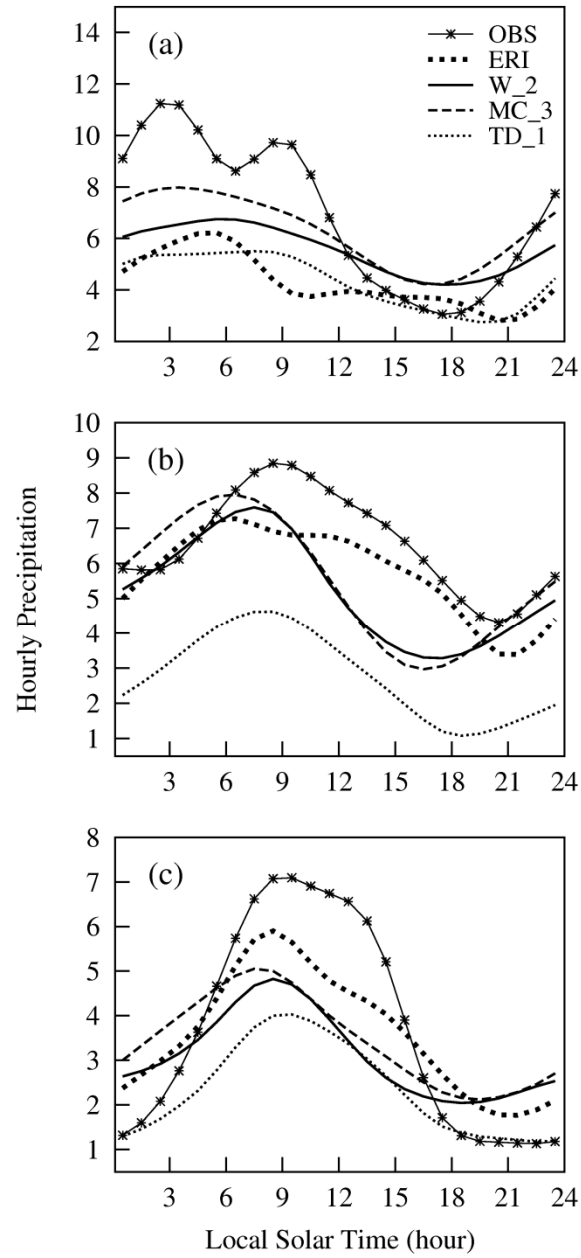 14
12
10
8
6
4
2
(a)
OBS
ERI
W_2
MC_3
TD_1
3 6 9 12 15 18 21 24
10
9
8
7
6
5
4
3
2
1
(b)
3 6 9 12 15 18 21 24
Hourly Precipitation
8
7
6
5
4
3
2
1
(c)
3 6 9 12 15 18 21 24
Local Solar Time (hour)